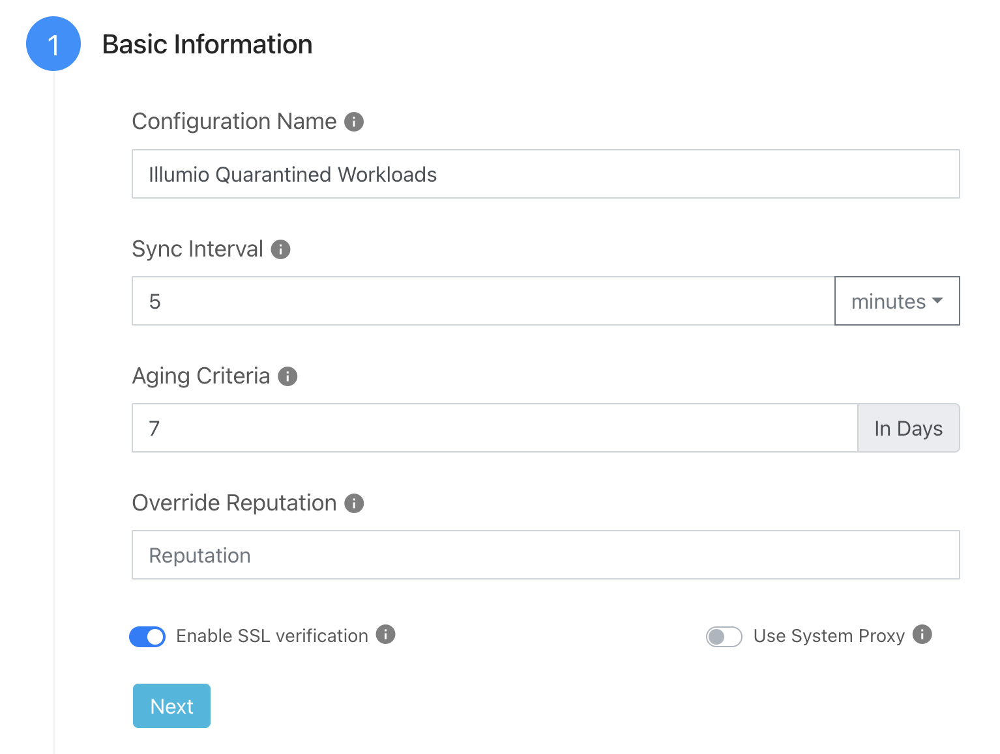 1
Basic Information
Configuration Name
Illumio Quarantined Workloads
Sync Interval
5 minutes
Aging Criteria
7 In Days
Override Reputation
Reputation
Enable SSL verification Use System Proxy
Next